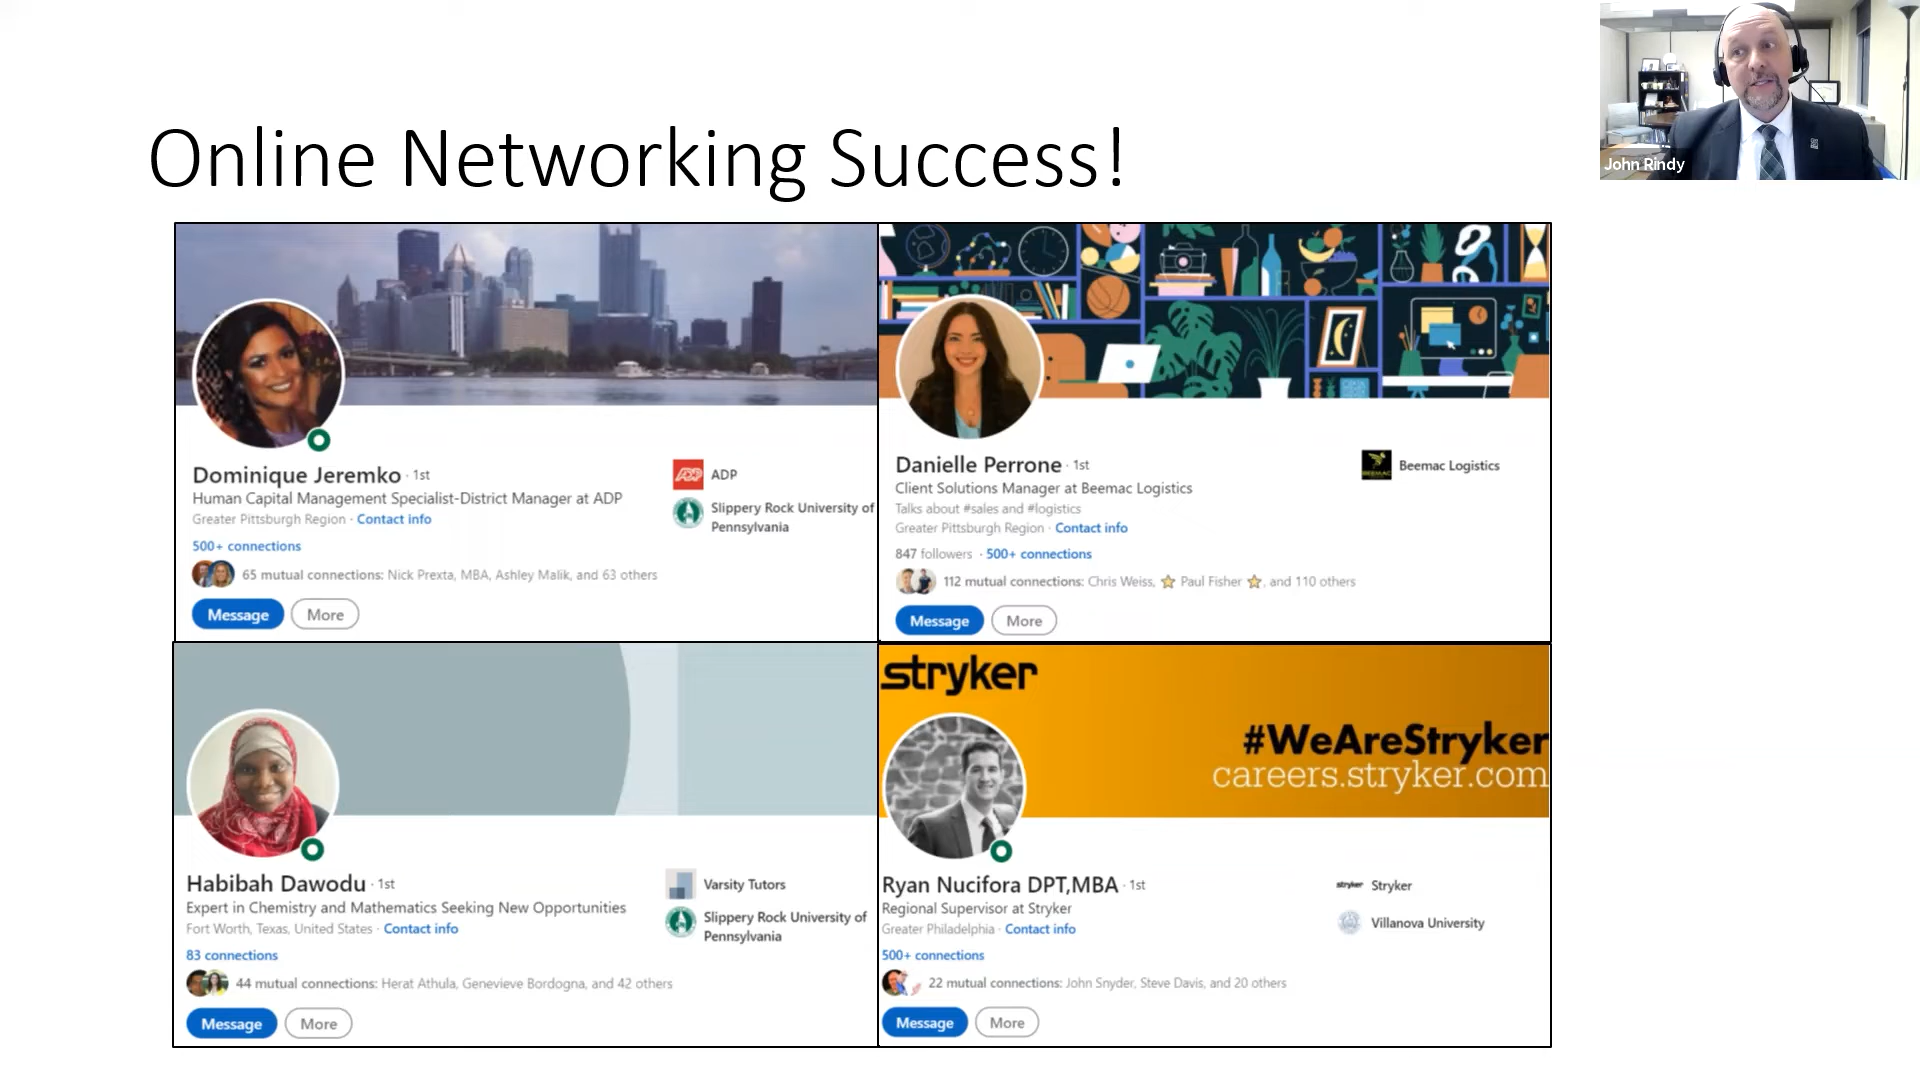 John Rindy
Online Networking Success!
Dominique Jeremko · 1st
Human Capital Management Specialist-District Manager at ADP
Greater Pittsburgh Region · Contact info
500+ connections
65 mutual connections: Nick Prexta, MBA, Ashley Malik, and 63 others
Message
More
ADP
ADP
Slippery Rock University of
Pennsylvania
Danielle Perrone · 1st
Client Solutions Manager at Beemac Logistics
Talks about #sales and #logistics
Greater Pittsburgh Region · Contact info
847 followers · 500+ connections
112 mutual connections: Chris Weiss, ⭐ Paul Fisher ⭐, and 110 others
Message
More
BEEMAC
Beemac Logistics
Habibah Dawodu · 1st
Expert in Chemistry and Mathematics Seeking New Opportunities
Fort Worth, Texas, United States · Contact info
83 connections
44 mutual connections: Herat Athula, Genevieve Bordogna, and 42 others
Message
More
Varsity Tutors
Slippery Rock University of
Pennsylvania
stryker
#WeAreStryker
careers.stryker.com
Ryan Nucifora DPT,MBA · 1st
Regional Supervisor at Stryker
Greater Philadelphia · Contact info
500+ connections
22 mutual connections: John Snyder, Steve Davis, and 20 others
Message
More
stryker
Stryker
Villanova University